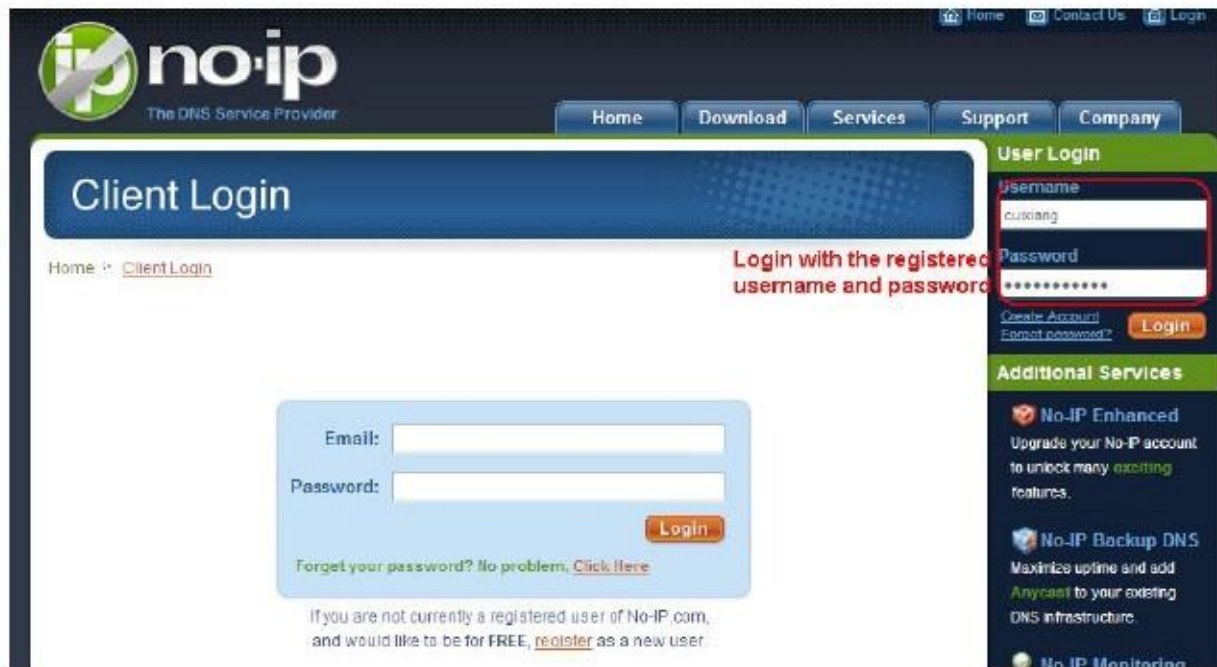 Home Contact Us Login
ip no·ip
The DNS Service Provider
Home Download Services Support Company
Client Login
Home Client Login
Login with the registered
username and password
Email:
Password:
Login
Forget your password? No problem, Click Here
If you are not currently a registered user of No-IP.com,
and would like to be for FREE, register as a new user.
User Login
Username
cuixiang
Password
•••••••••••
Create Account
Forgot password?
Login
Additional Services
No-IP Enhanced
Upgrade your No-IP account
to unlock many exciting
features.
No-IP Backup DNS
Maximize uptime and add
Anycast to your existing
DNS infrastructure.
No-IP Monitoring